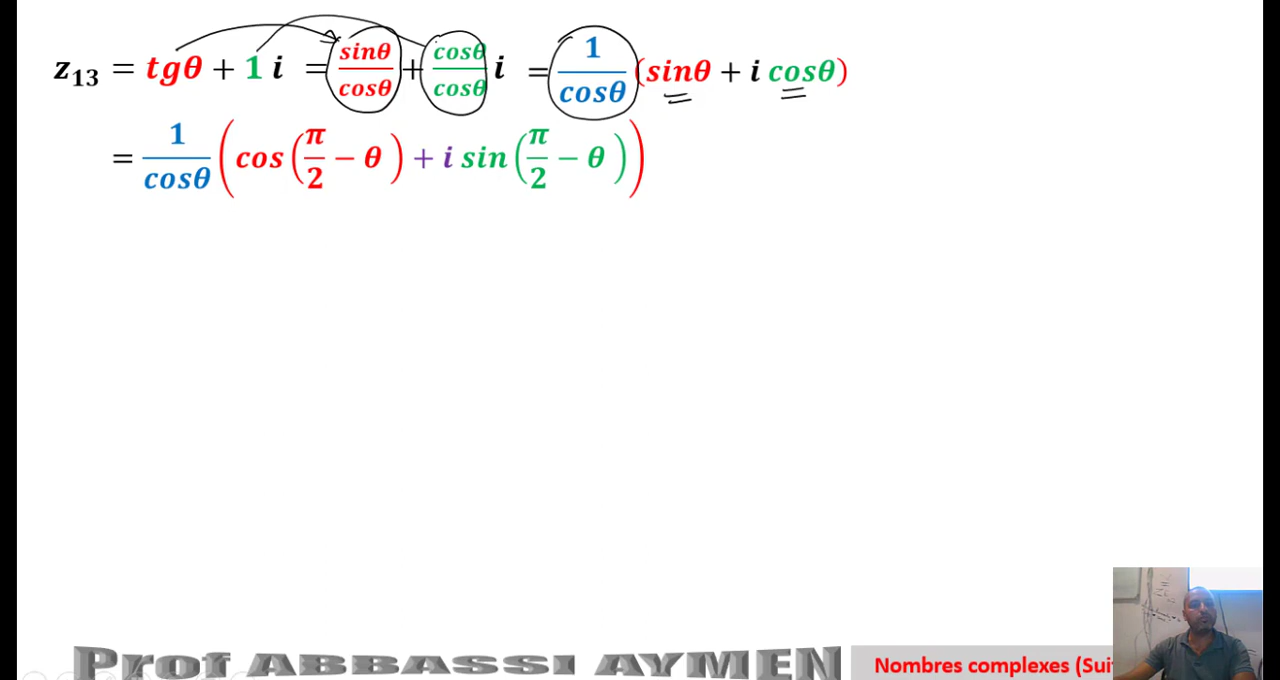 z₁₃ = tgθ + 1 i = sinθ/cosθ + cosθ/cosθ i = 1/cosθ (sinθ + i cosθ)
= 1/cosθ (cos(π/2 − θ) + i sin(π/2 − θ))
Prof ABBASSI AYMEN
Nombres complexes (Sui